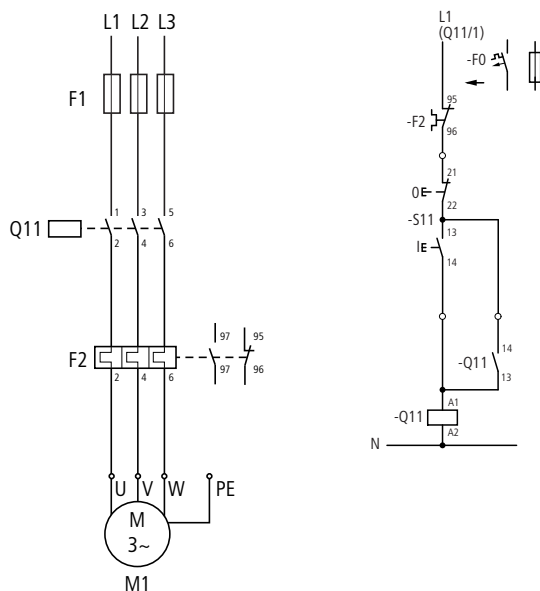 L1 L2 L3
F1
Q11
1 3 5
2 4 6
97 95
F2
97 96
2 4 6
U V W PE
M
3~
M1
L1
(Q11/1)
-F0
95
-F2
96
21
0 E
22
-S11
13
I E
14
14
-Q11
13
A1
-Q11
A2
N